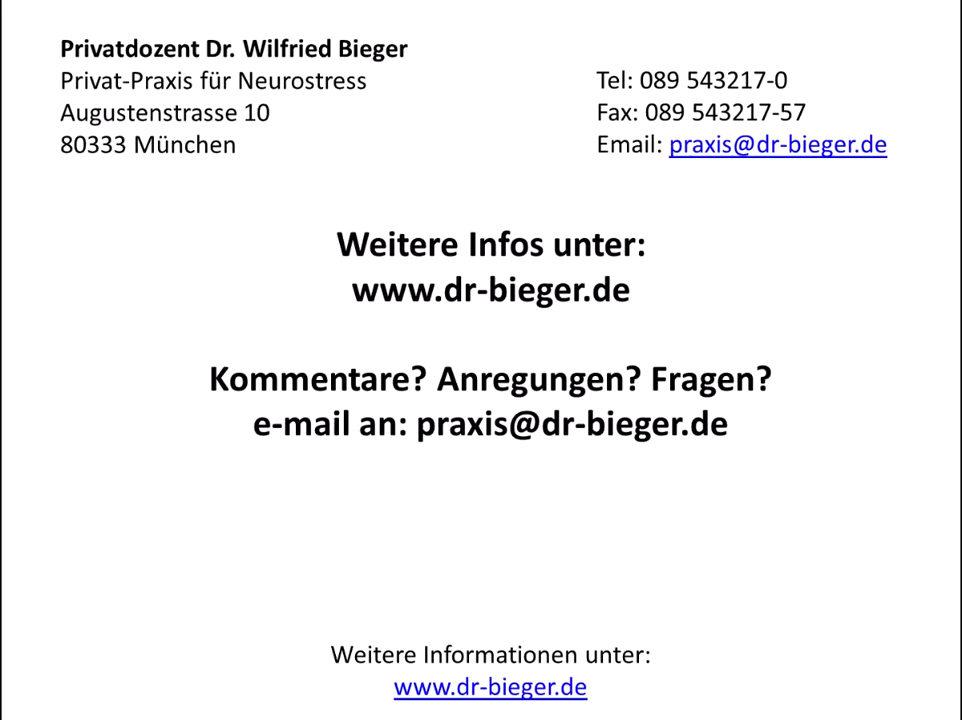 Privatdozent Dr. Wilfried Bieger
Privat-Praxis für Neurostress
Augustenstrasse 10
80333 München
Tel: 089 543217-0
Fax: 089 543217-57
Email: praxis@dr-bieger.de
Weitere Infos unter:
www.dr-bieger.de
Kommentare? Anregungen? Fragen?
e-mail an: praxis@dr-bieger.de
Weitere Informationen unter:
www.dr-bieger.de